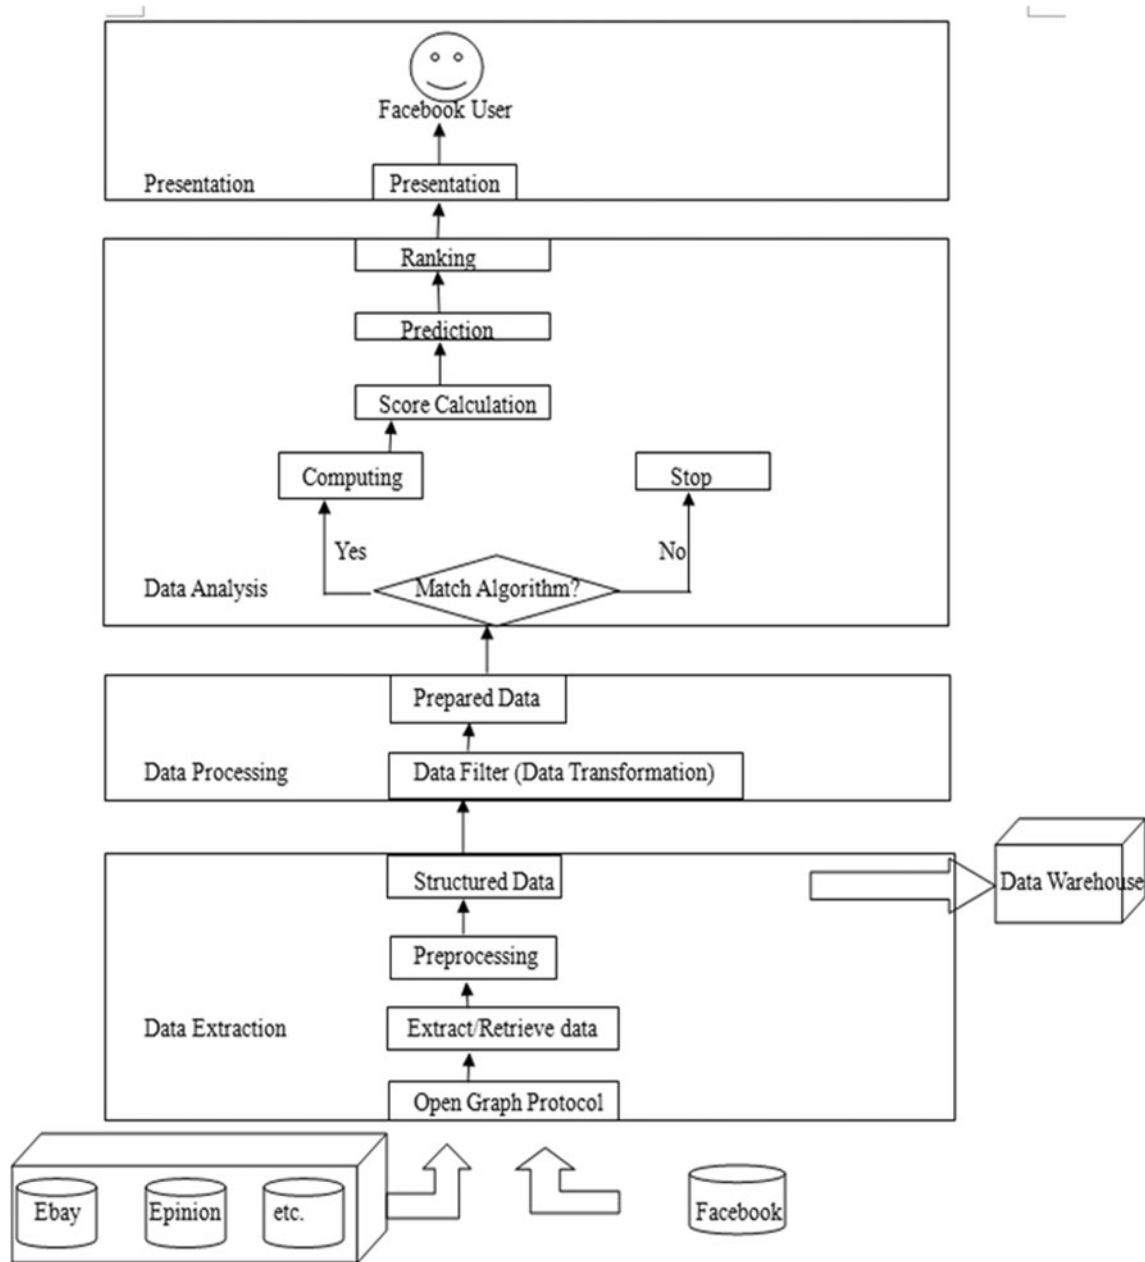 Facebook User
Presentation
Presentation
Ranking
Prediction
Score Calculation
Computing
Stop
Yes
No
Data Analysis
Match Algorithm?
Prepared Data
Data Processing
Data Filter (Data Transformation)
Structured Data
Data Warehouse
Preprocessing
Data Extraction
Extract/Retrieve data
Open Graph Protocol
Ebay
Epinion
etc.
Facebook